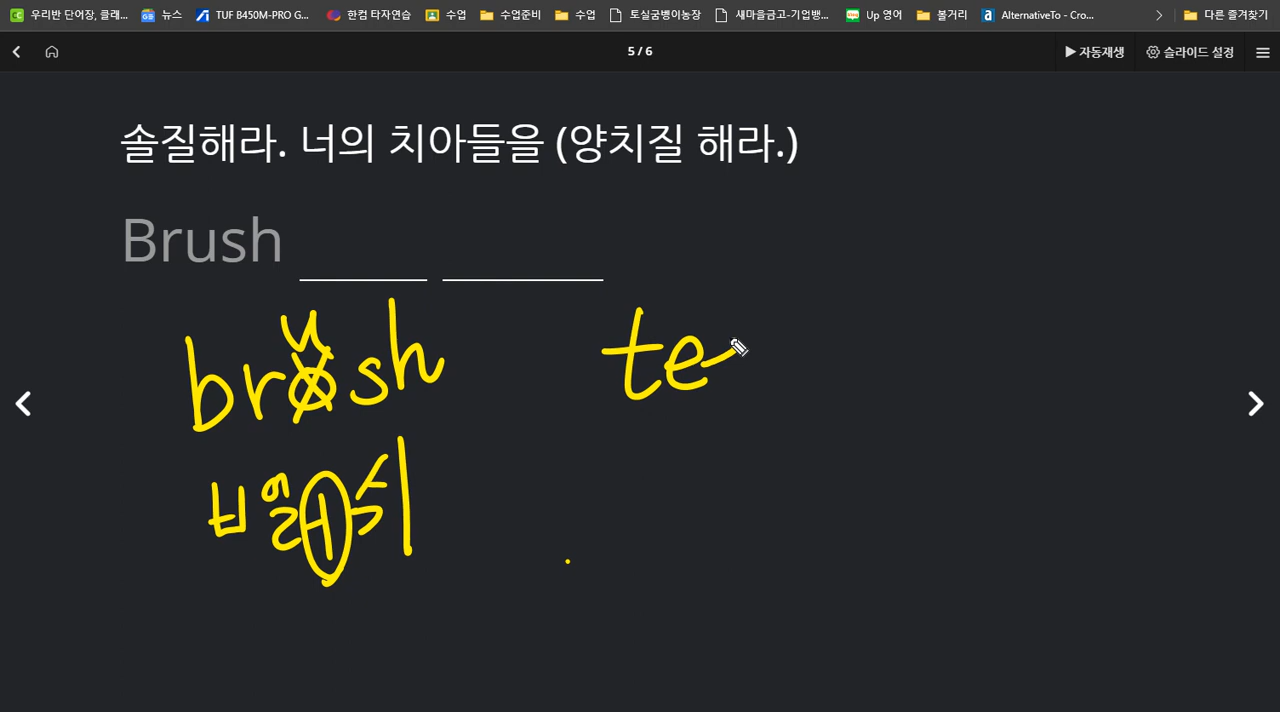 우리반 단어장, 클래... 뉴스 TUF B450M-PRO G... 한컴 타자연습 수업 수업준비 수업 토실궁뱅이농장 새마을금고-기업뱅... Up 영어 볼거리 AlternativeTo - Cro... 다른 즐겨찾기
5 / 6 자동재생 슬라이드 설정
솔질해라. 너의 치아들을 (양치질 해라.)
Brush
brush te